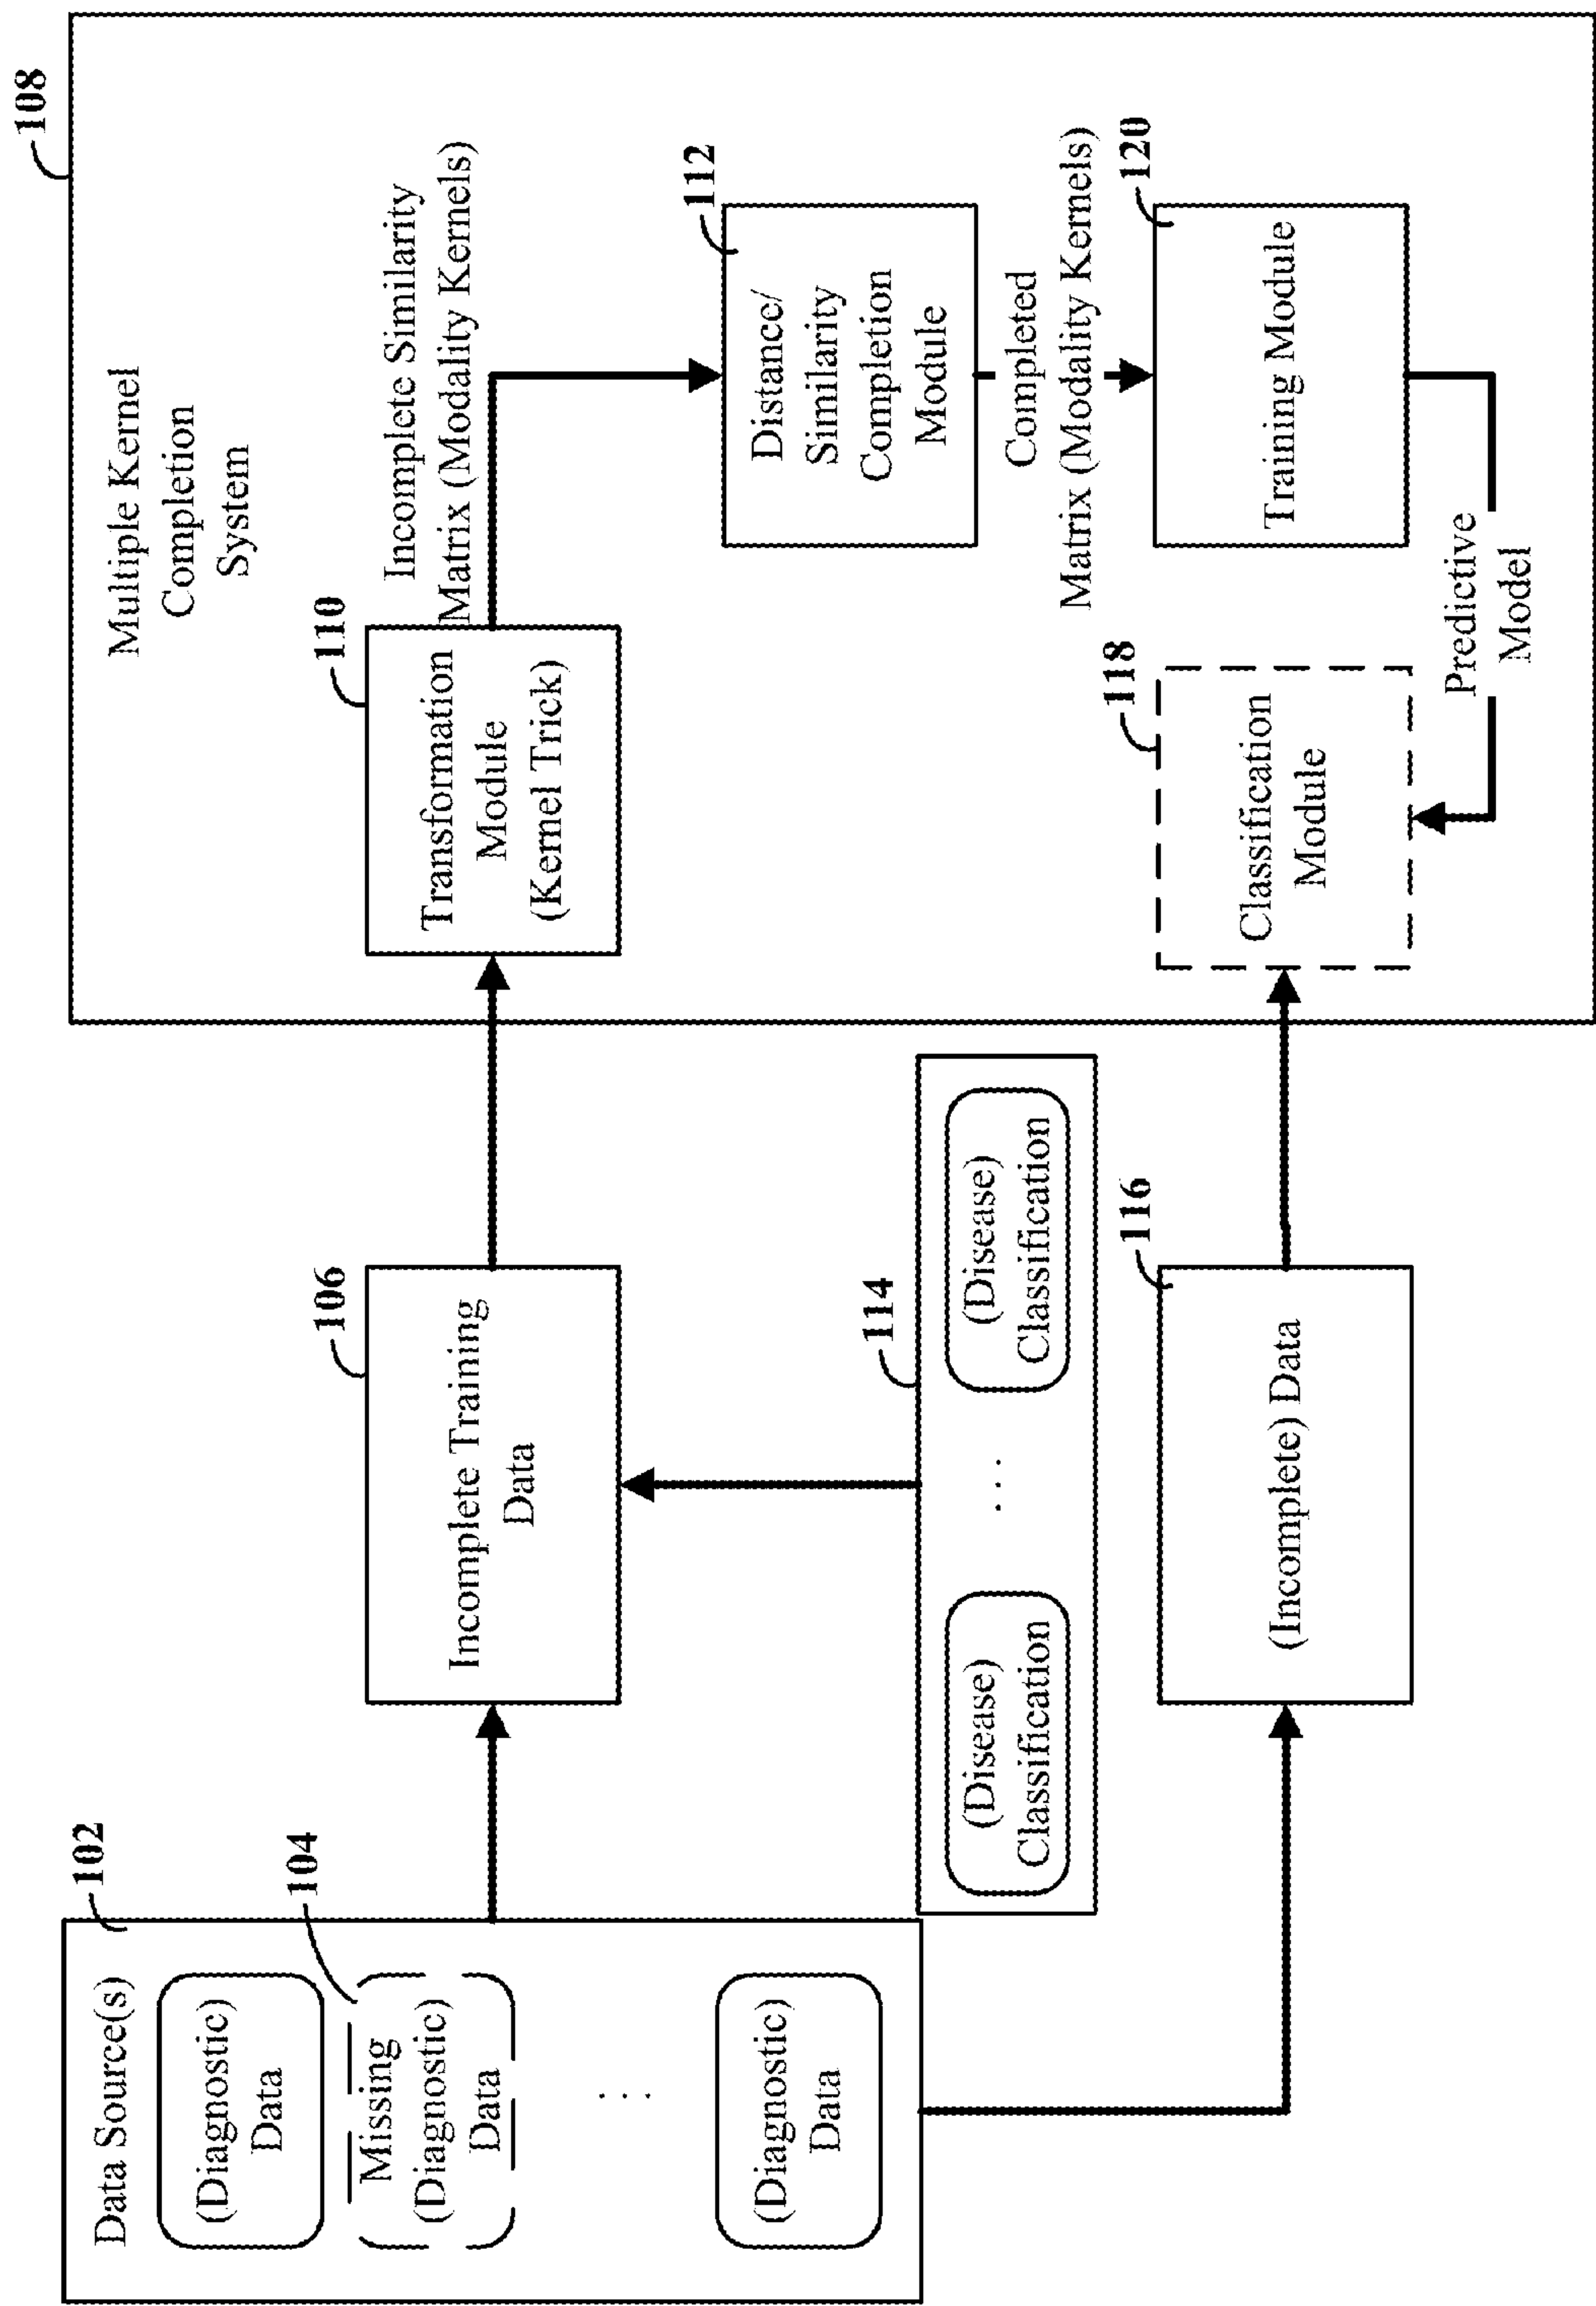 Data Source(s)
102
(Diagnostic)
Data
104
Missing
(Diagnostic)
Data
...
(Diagnostic)
Data
106
Incomplete Training
Data
114
(Disease)
Classification
...
(Disease)
Classification
116
(Incomplete) Data
108
Multiple Kernel
Completion
System
110
Transformation
Module
(Kernel Trick)
Incomplete Similarity
Matrix (Modality Kernels)
112
Distance/
Similarity
Completion
Module
Completed
Matrix (Modality Kernels)
118
Classification
Module
120
Training Module
Predictive
Model